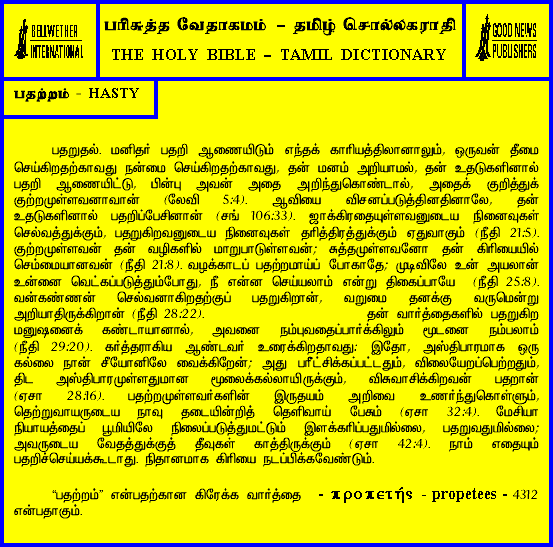 BELLWETHER
INTERNATIONAL
பரிசுத்த வேதாகமம் – தமிழ் சொல்லகராதி
THE HOLY BIBLE – TAMIL DICTIONARY
GOOD NEWS
PUBLISHERS
பதற்றம் - HASTY
பதறுதல். மனிதர் பதறி ஆணையிடும் எந்தக் காரியத்திலானாலும், ஒருவன் தீமை
செய்கிறதற்காவது நன்மை செய்கிறதற்காவது, தன் மனம் அறியாமல், தன் உதடுகளினால்
பதறி ஆணையிட்டு, பின்பு அவன் அதை அறிந்துகொண்டால், அதைக் குறித்துக்
குற்றமுள்ளவனாவான் (லேவி 5:4). ஆவியை விசனப்படுத்தினதினாலே, தன்
உதடுகளினால் பதறிப்பேசினான் (சங் 106:33). ஜாக்கிரதையுள்ளவனுடைய நினைவுகள்
செல்வத்துக்கும், பதறுகிறவனுடைய நினைவுகள் தரித்திரத்துக்கும் ஏதுவாகும் (நீதி 21:5).
குற்றமுள்ளவன் தன் வழிகளில் மாறுபாடுள்ளவன்; சுத்தமுள்ளவனோ தன் கிரியையில்
செம்மையானவன் (நீதி 21:8). வழக்காடப் பதற்றமாய்ப் போகாதே; முடிவிலே உன் அயலான்
உன்னை வெட்கப்படுத்தும்போது, நீ என்ன செய்யலாம் என்று திகைப்பாயே (நீதி 25:8).
வன்கண்ணன் செல்வனாகிறதற்குப் பதறுகிறான், வறுமை தனக்கு வருமென்று
அறியாதிருக்கிறான் (நீதி 28:22). தன் வார்த்தைகளில் பதறுகிற
மனுஷனைக் கண்டாயானால், அவனை நம்புவதைப்பார்க்கிலும் மூடனை நம்பலாம்
(நீதி 29:20). கர்த்தராகிய ஆண்டவர் உரைக்கிறதாவது: இதோ, அஸ்திபாரமாக ஒரு
கல்லை நான் சீயோனிலே வைக்கிறேன்; அது பரீட்சிக்கப்பட்டதும், விலையேறப்பெற்றதும்,
திட அஸ்திபாரமுள்ளதுமான மூலைக்கல்லாயிருக்கும், விசுவாசிக்கிறவன் பதறான்
(ஏசா 28:16). பதற்றமுள்ளவர்களின் இருதயம் அறிவை உணர்ந்துகொள்ளும்,
தெற்றுவாயருடைய நாவு தடையின்றித் தெளிவாய் பேசும் (ஏசா 32:4). மேசியா
நியாயத்தைப் பூமியிலே நிலைப்படுத்துமட்டும் இளக்கரிப்பதுமில்லை, பதறுவதுமில்லை;
அவருடைய வேதத்துக்குத் தீவுகள் காத்திருக்கும் (ஏசா 42:4). நாம் எதையும்
பதறிச்செய்யக்கூடாது. நிதானமாக கிரியை நடப்பிக்கவேண்டும்.
“பதற்றம்” என்பதற்கான கிரேக்க வார்த்தை - προπετής - propetees - 4312
என்பதாகும்.